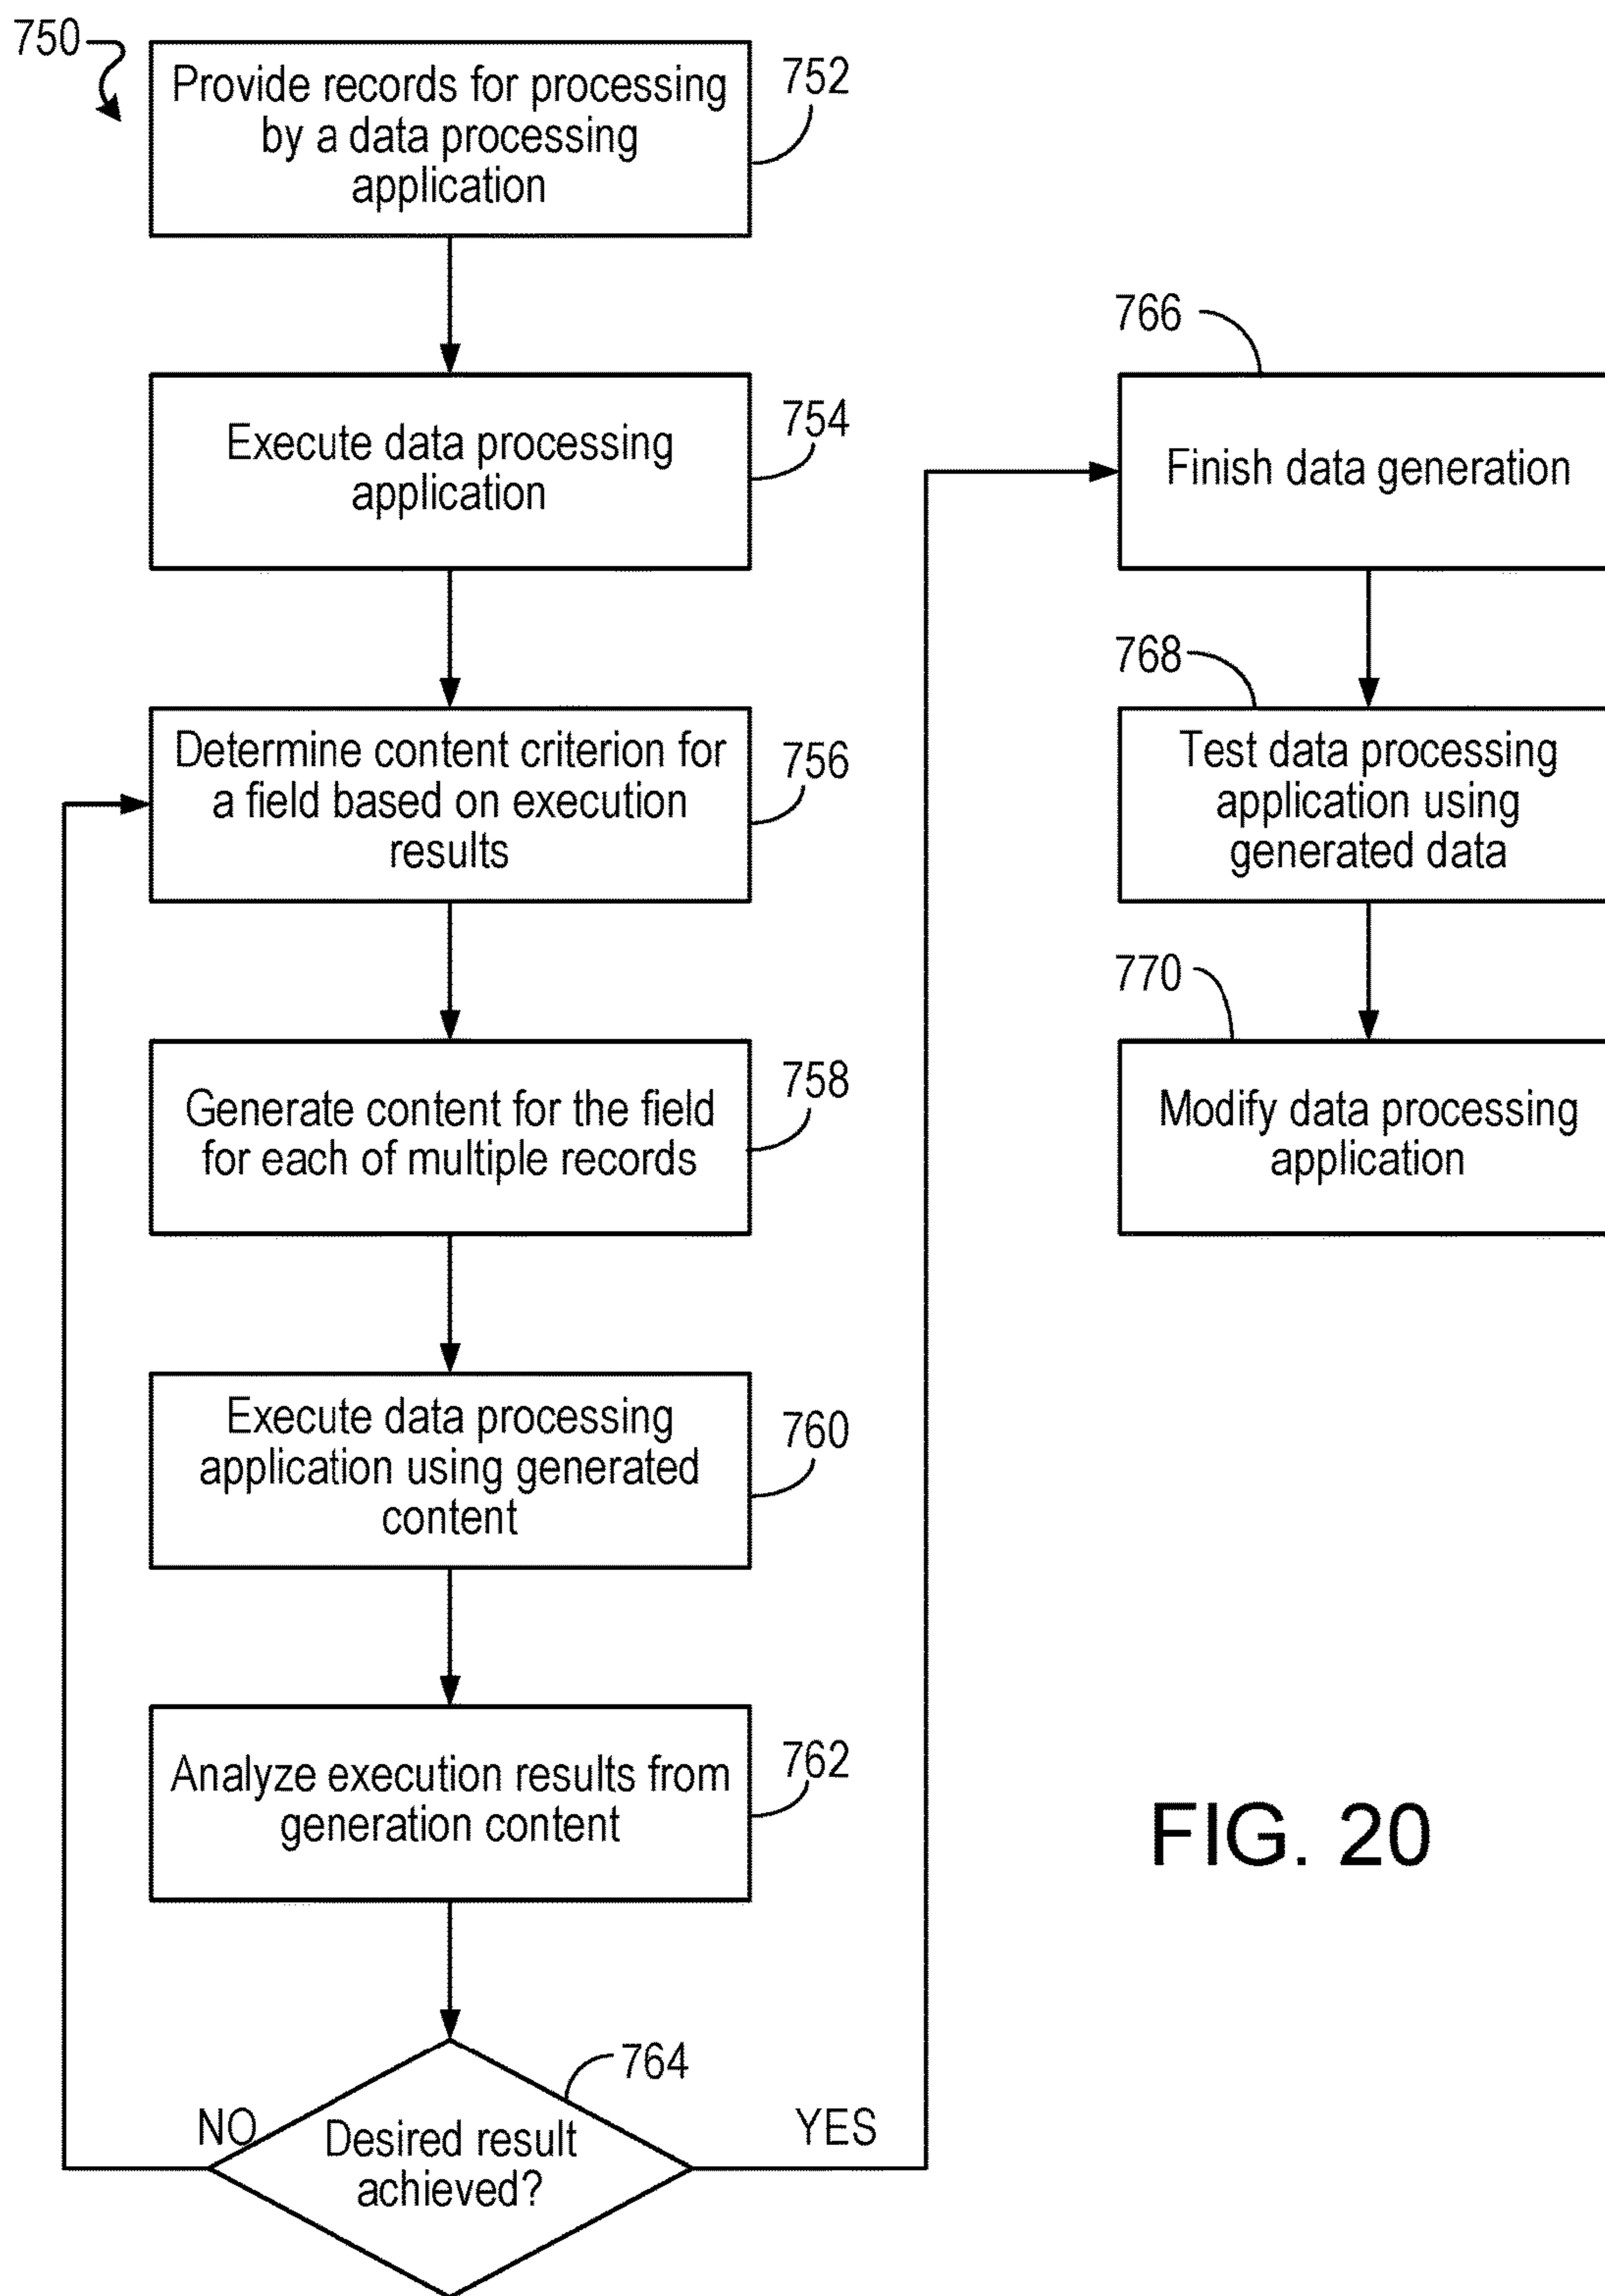 750
Provide records for processing
by a data processing
application
752
Execute data processing
application
754
Determine content criterion for
a field based on execution
results
756
Generate content for the field
for each of multiple records
758
Execute data processing
application using generated
content
760
Analyze execution results from
generation content
762
764
Desired result
achieved?
NO
YES
766
Finish data generation
768
Test data processing
application using
generated data
770
Modify data processing
application
FIG. 20